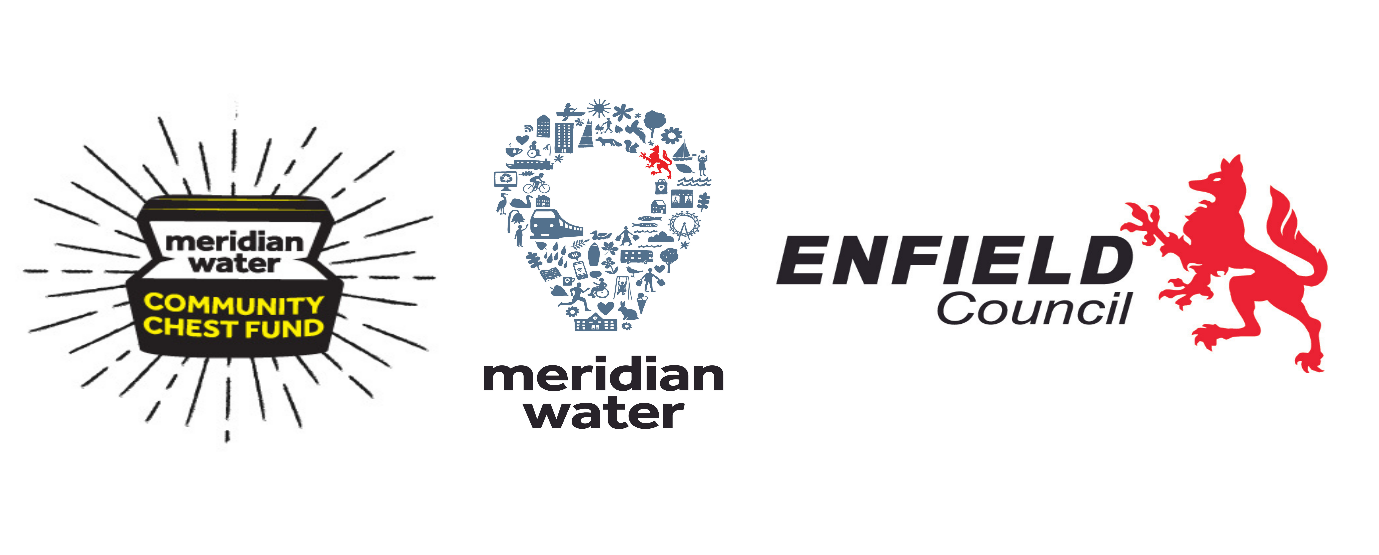 meridian
water
COMMUNITY
CHEST FUND
meridian
water
ENFIELD
Council